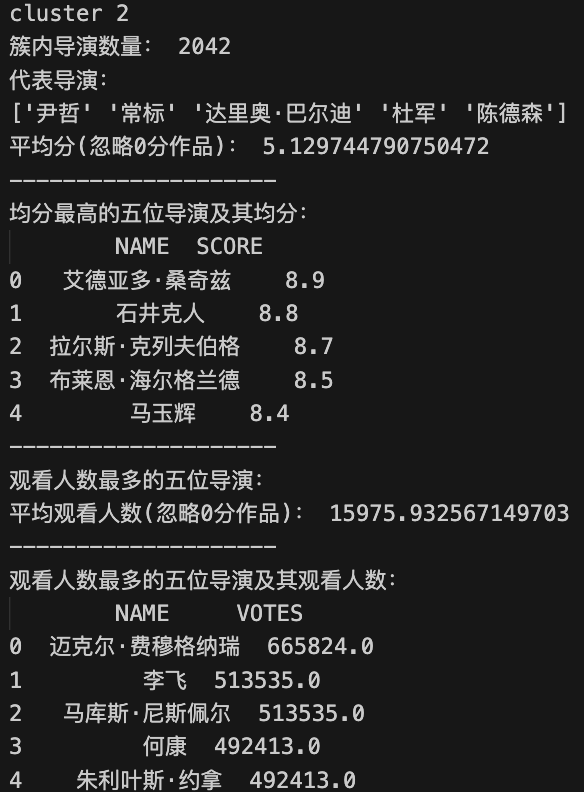 cluster 2
簇内导演数量： 2042
代表导演：
['尹哲' '常标' '达里奥·巴尔迪' '杜军' '陈德森']
平均分(忽略0分作品)： 5.129744790750472
--------------------
均分最高的五位导演及其均分：
NAME SCORE
0 艾德亚多·桑奇兹 8.9
1 石井克人 8.8
2 拉尔斯·克列夫伯格 8.7
3 布莱恩·海尔格兰德 8.5
4 马玉辉 8.4
--------------------
观看人数最多的五位导演：
平均观看人数(忽略0分作品)： 15975.932567149703
--------------------
观看人数最多的五位导演及其观看人数：
NAME VOTES
0 迈克尔·费穆格纳瑞 665824.0
1 李飞 513535.0
2 马库斯·尼斯佩尔 513535.0
3 何康 492413.0
4 朱利叶斯·约拿 492413.0